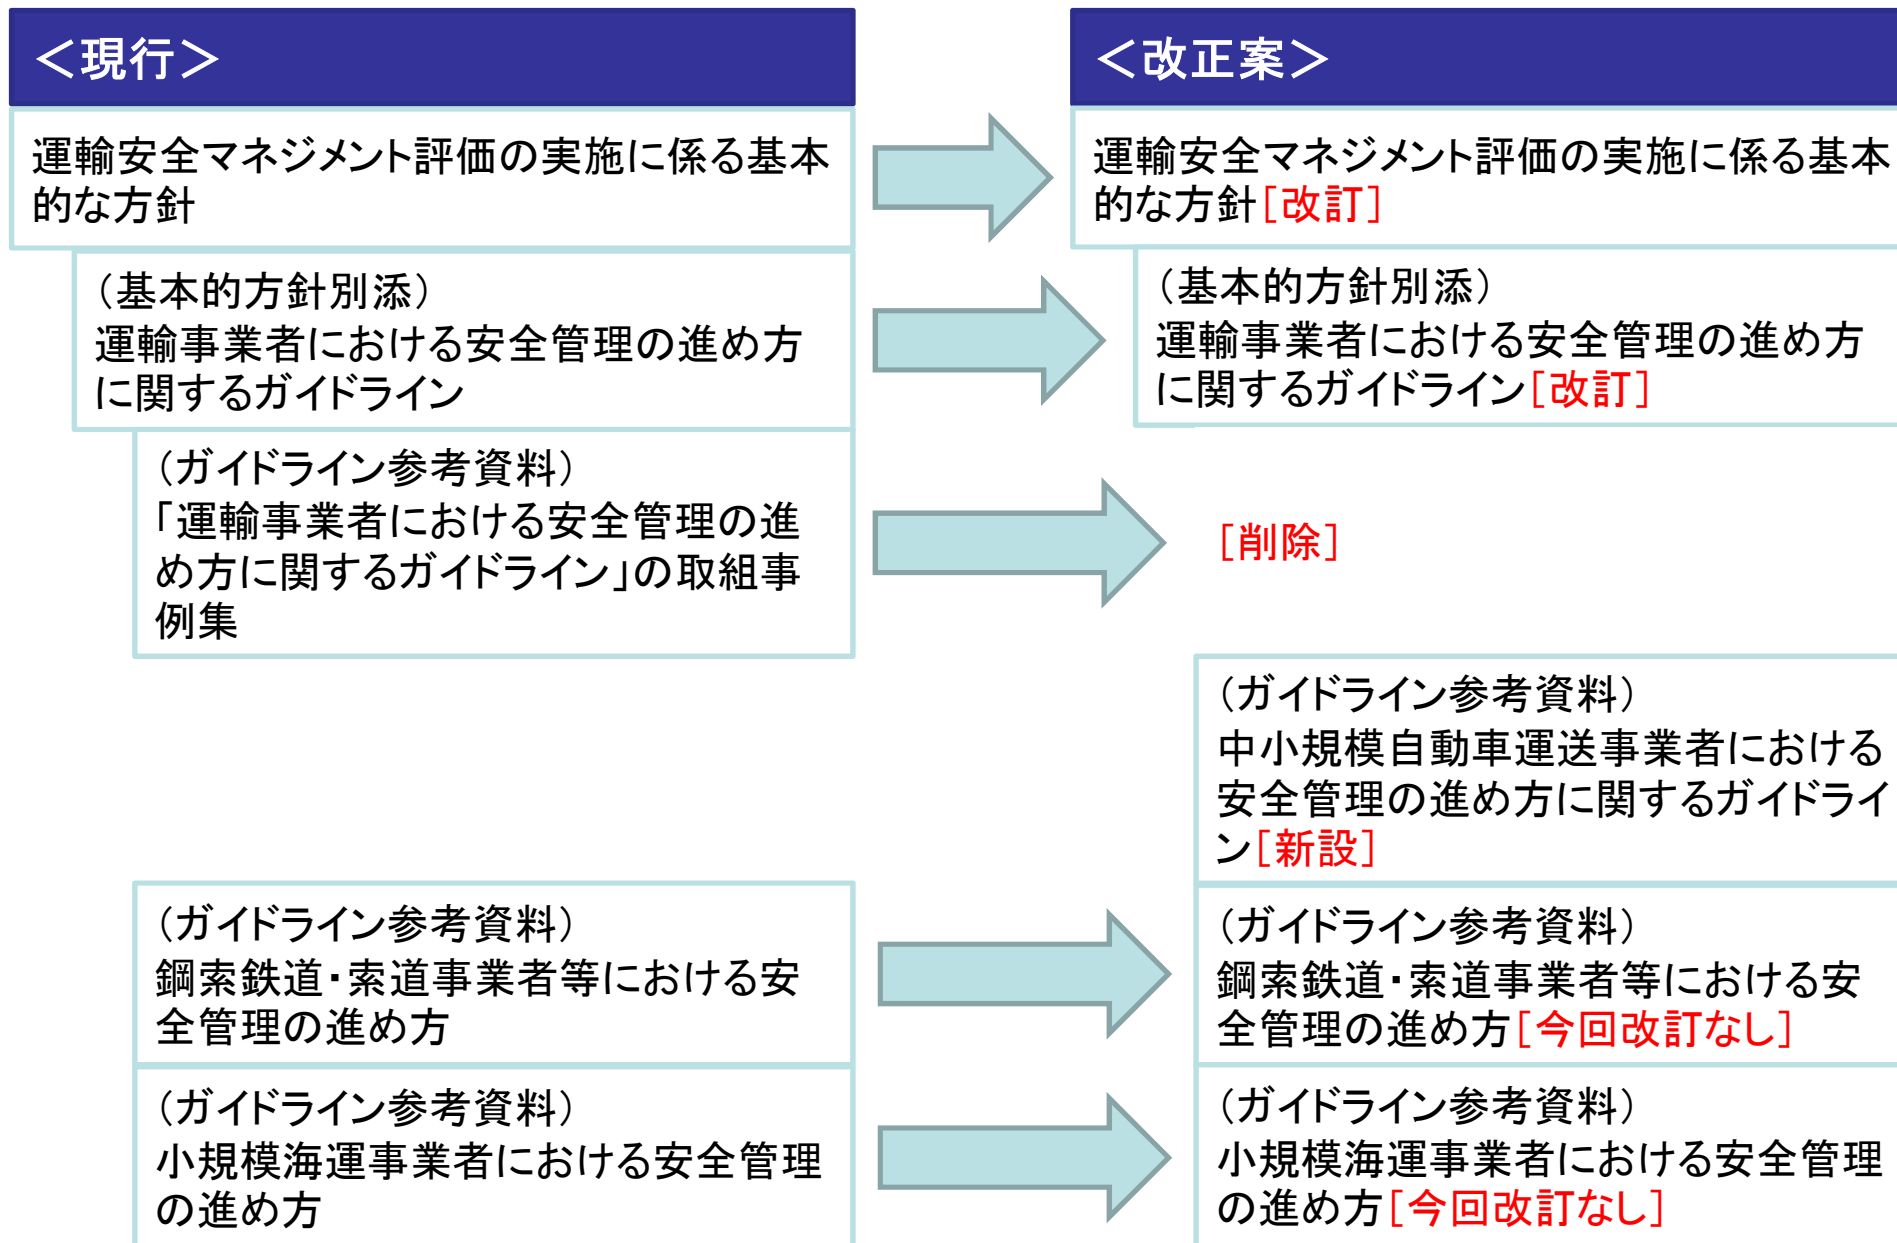 ＜現行＞
運輸安全マネジメント評価の実施に係る基本
的な方針
（基本的方針別添）
運輸事業者における安全管理の進め方
に関するガイドライン
（ガイドライン参考資料）
「運輸事業者における安全管理の進
め方に関するガイドライン」の取組事
例集
（ガイドライン参考資料）
鋼索鉄道・索道事業者等における安
全管理の進め方
（ガイドライン参考資料）
小規模海運事業者における安全管理
の進め方
＜改正案＞
運輸安全マネジメント評価の実施に係る基本
的な方針［改訂］
（基本的方針別添）
運輸事業者における安全管理の進め方
に関するガイドライン［改訂］
［削除］
（ガイドライン参考資料）
中小規模自動車運送事業者における
安全管理の進め方に関するガイドライ
ン［新設］
（ガイドライン参考資料）
鋼索鉄道・索道事業者等における安
全管理の進め方［今回改訂なし］
（ガイドライン参考資料）
小規模海運事業者における安全管理
の進め方［今回改訂なし］